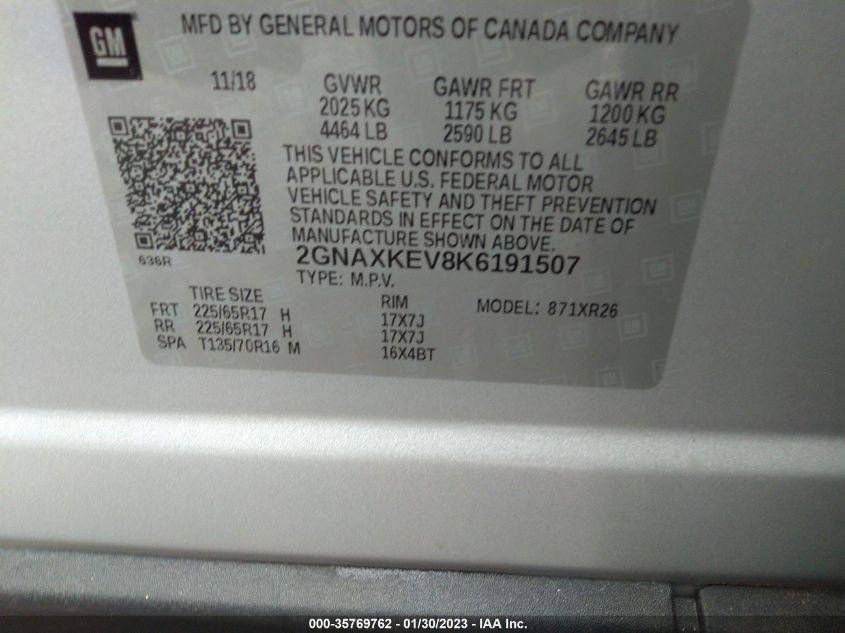 GM
MFD BY GENERAL MOTORS OF CANADA COMPANY
11/18 GVWR GAWR FRT GAWR RR
2025 KG 1175 KG 1200 KG
4464 LB 2590 LB 2645 LB
THIS VEHICLE CONFORMS TO ALL
APPLICABLE U.S. FEDERAL MOTOR
VEHICLE SAFETY AND THEFT PREVENTION
STANDARDS IN EFFECT ON THE DATE OF
MANUFACTURE SHOWN ABOVE.
636R 2GNAXKEV8K6191507
TYPE: M.P.V.
TIRE SIZE RIM MODEL: 871XR26
FRT 225/65R17 H 17X7J
RR 225/65R17 H 17X7J
SPA T135/70R16 M 16X4BT
000-35769762 - 01/30/2023 - IAA Inc.